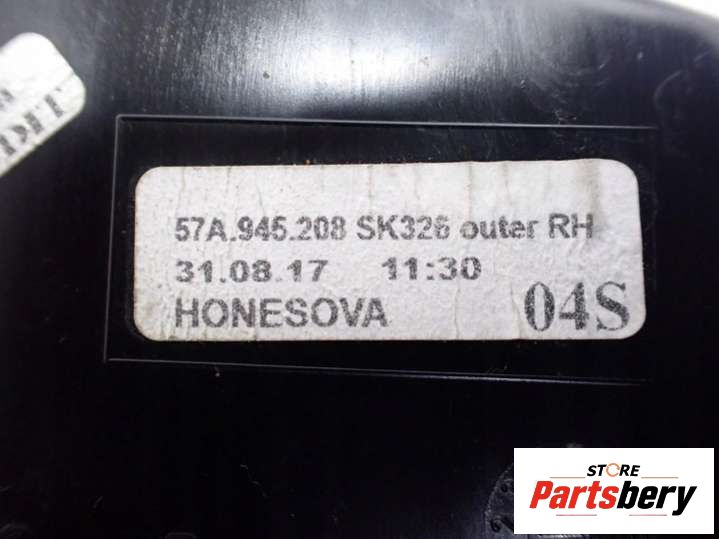 57A.945.208 SK326 outer RH
31.08.17 11:30
HONESOVA 04S
STORE
Partsbery